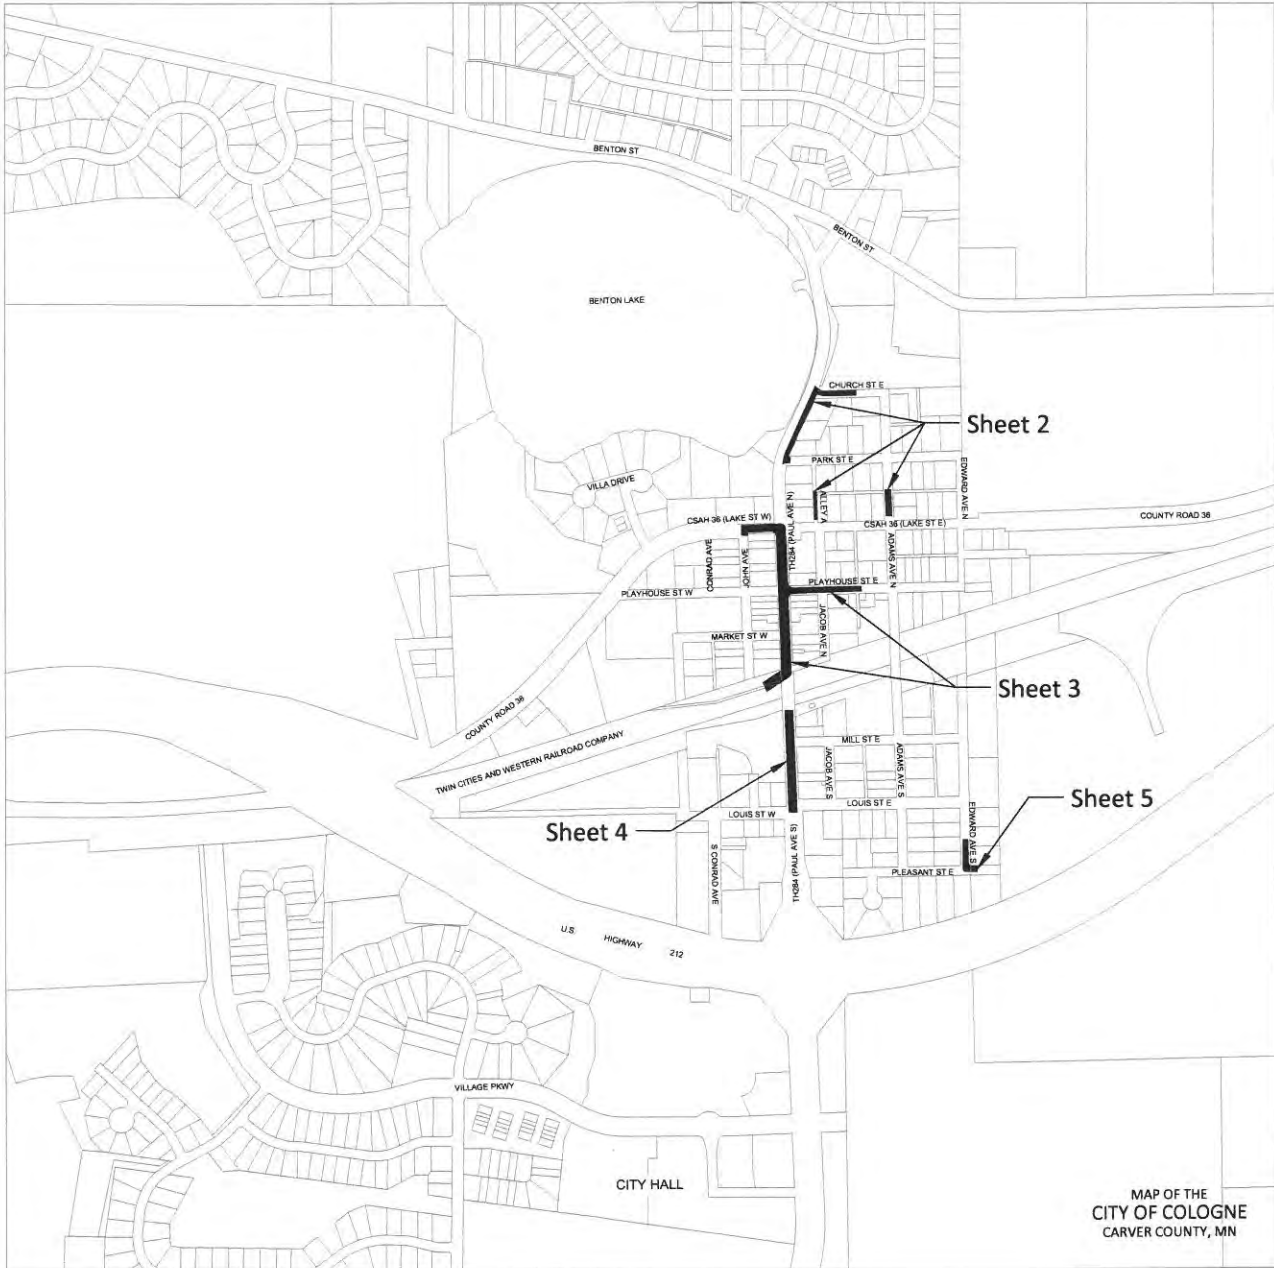 BENTON ST
BENTON ST
BENTON LAKE
CHURCH ST E
Sheet 2
PARK ST E
VILLA DRIVE
EDWARD AVE N
TH284 (PAUL AVE N)
ALLEY A
COUNTY ROAD 36
CSAH 36 (LAKE ST W)
CSAH 36 (LAKE ST E)
CONRAD AVE
JOHN AVE
ADAMS AVE N
PLAYHOUSE ST E
PLAYHOUSE ST W
JACOB AVE N
MARKET ST W
Sheet 3
COUNTY ROAD 36
TWIN CITIES AND WESTERN RAILROAD COMPANY
MILL ST E
JACOB AVE S
ADAMS AVE S
Sheet 5
LOUIS ST E
LOUIS ST W
Sheet 4
EDWARD AVE S
TH284 (PAUL AVE S)
S CONRAD AVE
PLEASANT ST E
U.S. HIGHWAY 212
VILLAGE PKWY
CITY HALL
MAP OF THE
CITY OF COLOGNE
CARVER COUNTY, MN